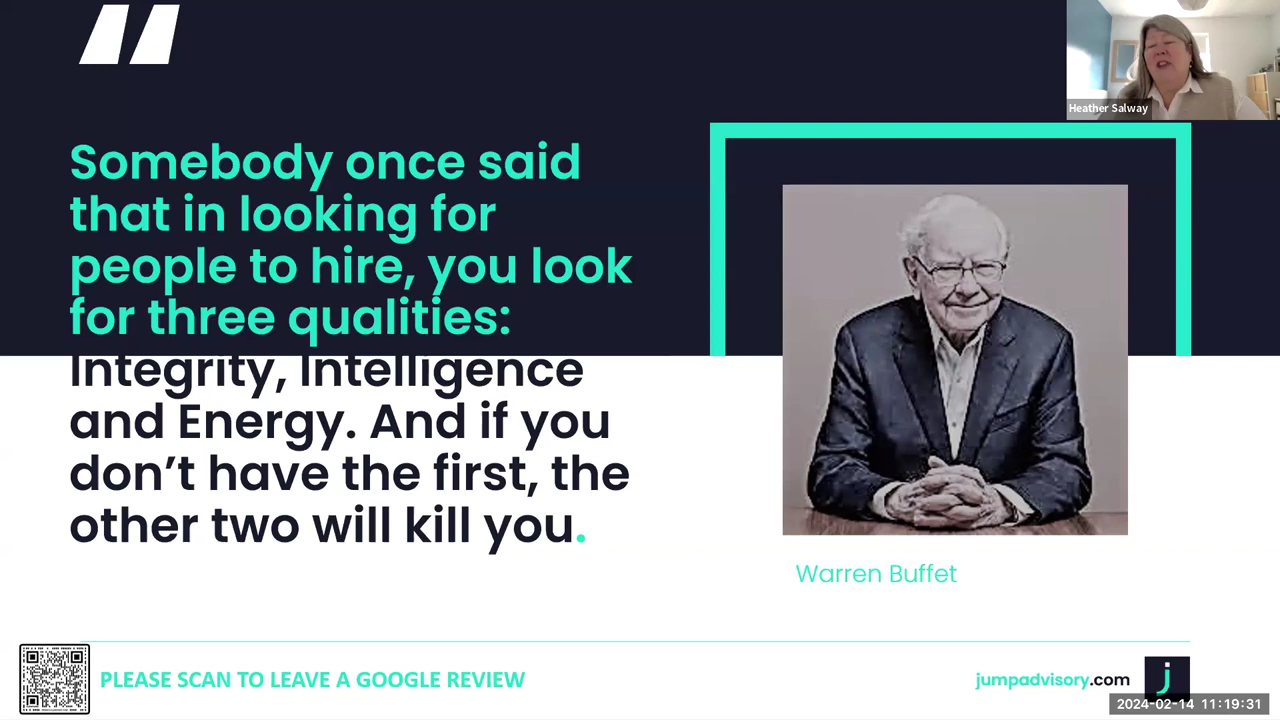 Heather Salway
Somebody once said
that in looking for
people to hire, you look
for three qualities:
Integrity, Intelligence
and Energy. And if you
don’t have the first, the
other two will kill you.
Warren Buffet
PLEASE SCAN TO LEAVE A GOOGLE REVIEW
jumpadvisory.com
j
2024-02-14 11:19:31